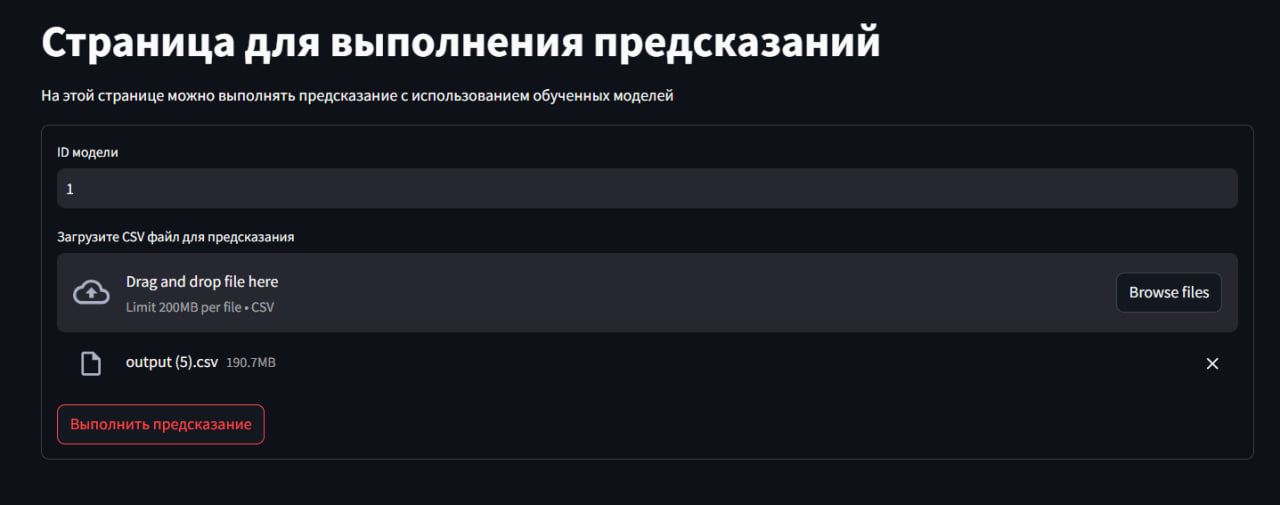 Страница для выполнения предсказаний
На этой странице можно выполнять предсказание с использованием обученных моделей
ID модели
1
Загрузите CSV файл для предсказания
Drag and drop file here
Limit 200MB per file • CSV
Browse files
output (5).csv 190.7MB
Выполнить предсказание